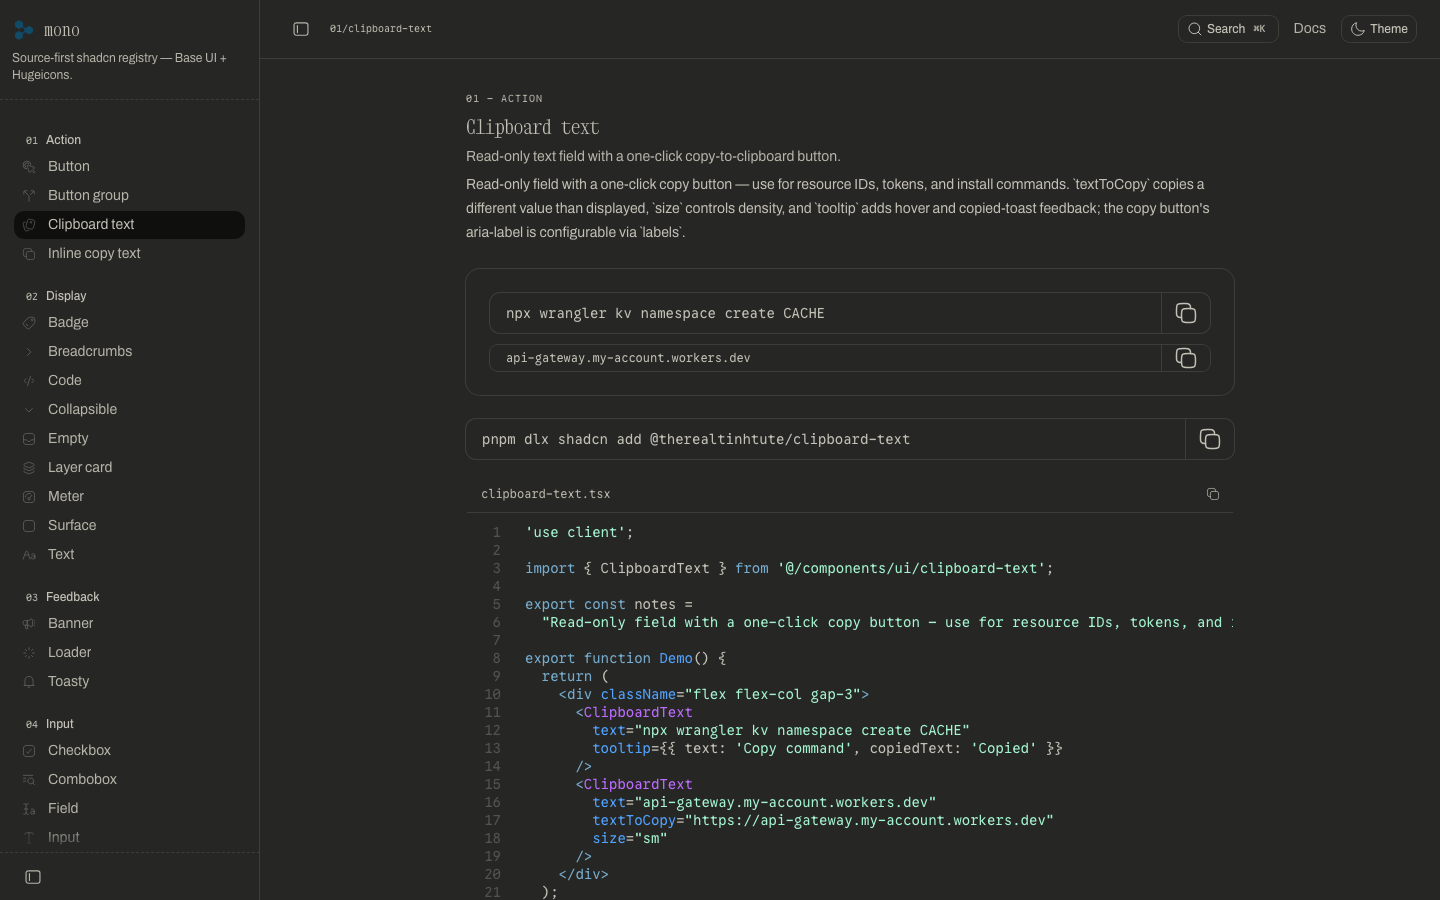 mono
Source-first shadcn registry — Base UI +
Hugeicons.
01 Action
Button
Button group
Clipboard text
Inline copy text
02 Display
Badge
Breadcrumbs
Code
Collapsible
Empty
Layer card
Meter
Surface
Text
03 Feedback
Banner
Loader
Toasty
04 Input
Checkbox
Combobox
Field
Input
01/clipboard-text
Search ⌘K
Docs
Theme
01 — ACTION
Clipboard text
Read-only text field with a one-click copy-to-clipboard button.
Read-only field with a one-click copy button — use for resource IDs, tokens, and install commands. `textToCopy` copies a
different value than displayed, `size` controls density, and `tooltip` adds hover and copied-toast feedback; the copy button's
aria-label is configurable via `labels`.
npx wrangler kv namespace create CACHE
api-gateway.my-account.workers.dev
pnpm dlx shadcn add @therealtinhtute/clipboard-text
clipboard-text.tsx
1 'use client';
2
3 import { ClipboardText } from '@/components/ui/clipboard-text';
4
5 export const notes =
6 "Read-only field with a one-click copy button — use for resource IDs, tokens, and
7
8 export function Demo() {
9 return (
10 <div className="flex flex-col gap-3">
11 <ClipboardText
12 text="npx wrangler kv namespace create CACHE"
13 tooltip={{ text: 'Copy command', copiedText: 'Copied' }}
14 />
15 <ClipboardText
16 text="api-gateway.my-account.workers.dev"
17 textToCopy="https://api-gateway.my-account.workers.dev"
18 size="sm"
19 />
20 </div>
21 );